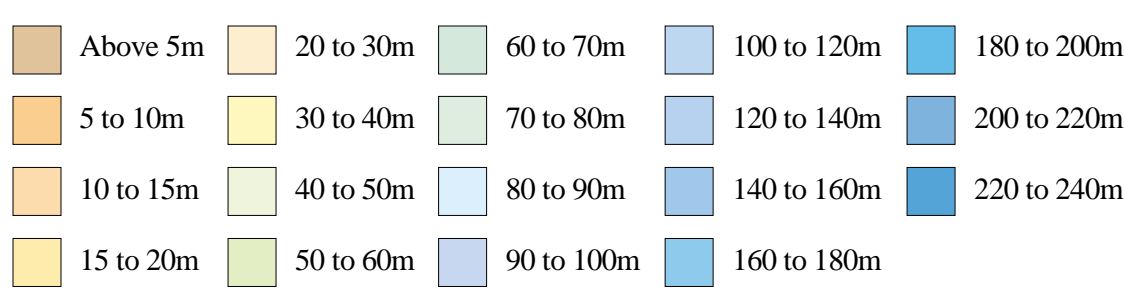 Above 5m 20 to 30m 60 to 70m 100 to 120m 180 to 200m
5 to 10m 30 to 40m 70 to 80m 120 to 140m 200 to 220m
10 to 15m 40 to 50m 80 to 90m 140 to 160m 220 to 240m
15 to 20m 50 to 60m 90 to 100m 160 to 180m